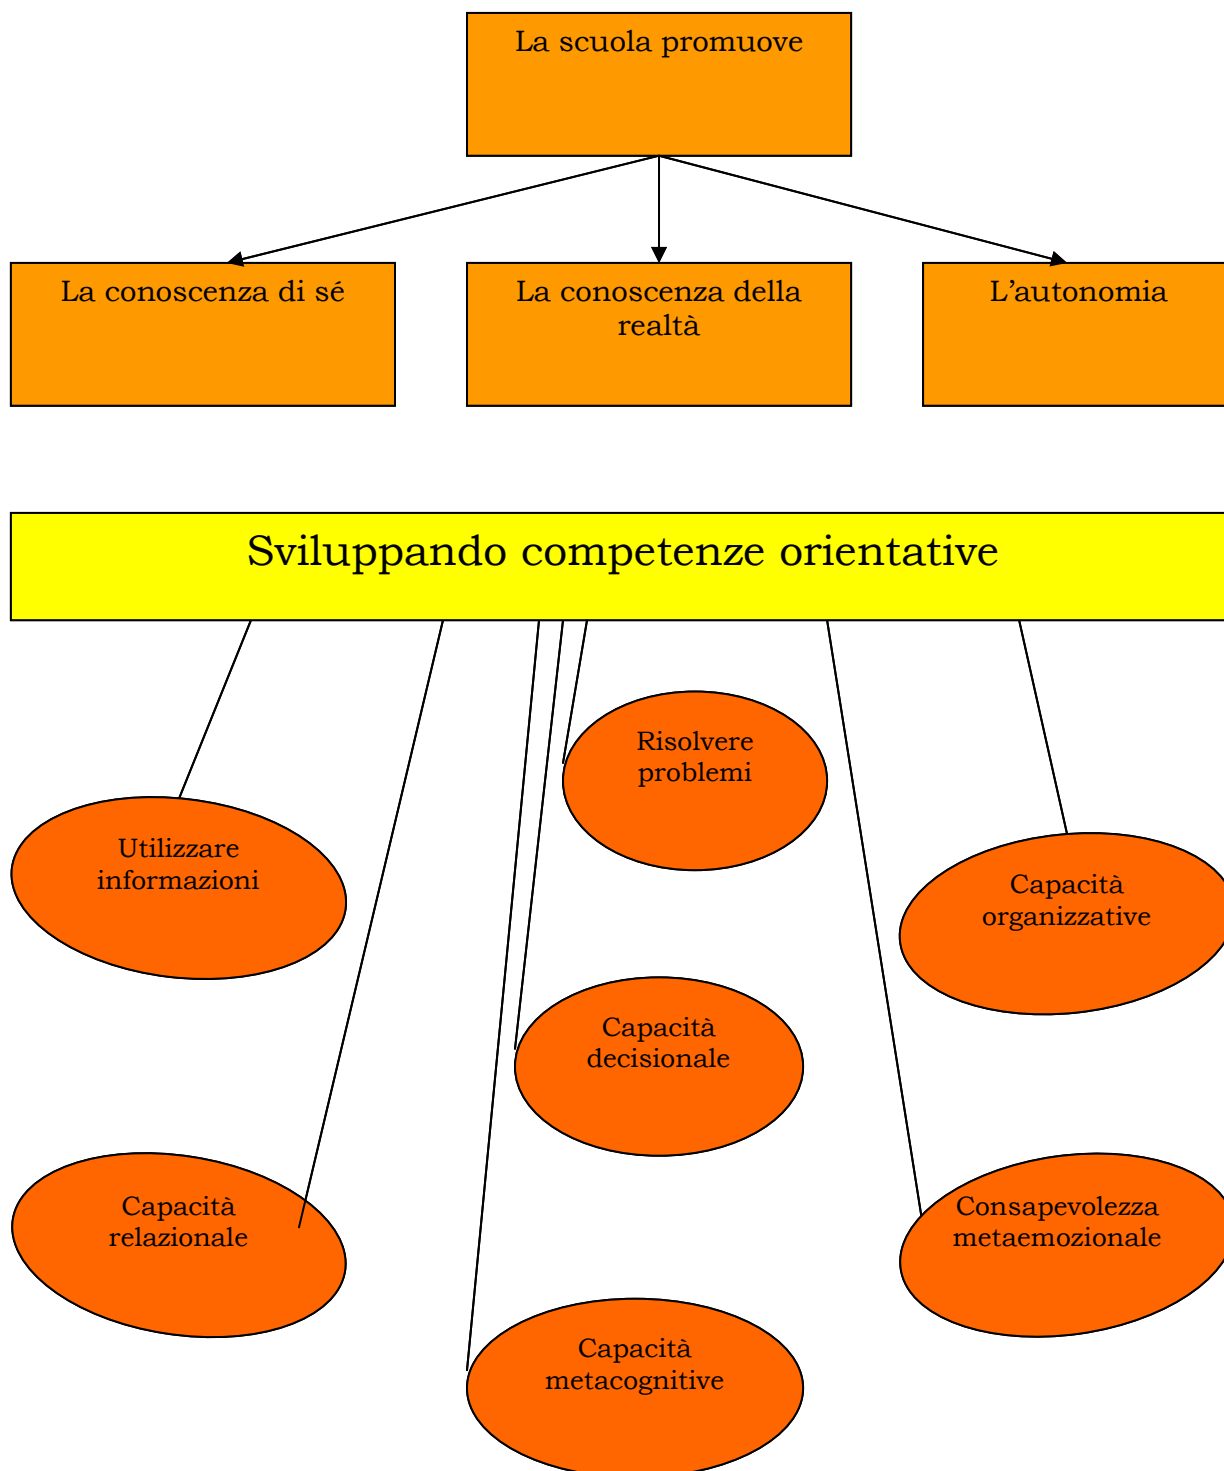 La scuola promuove
La conoscenza di sé
La conoscenza della
realtà
L’autonomia
Sviluppando competenze orientative
Risolvere
problemi
Utilizzare
informazioni
Capacità
organizzative
Capacità
decisionale
Capacità
relazionale
Consapevolezza
metaemozionale
Capacità
metacognitive